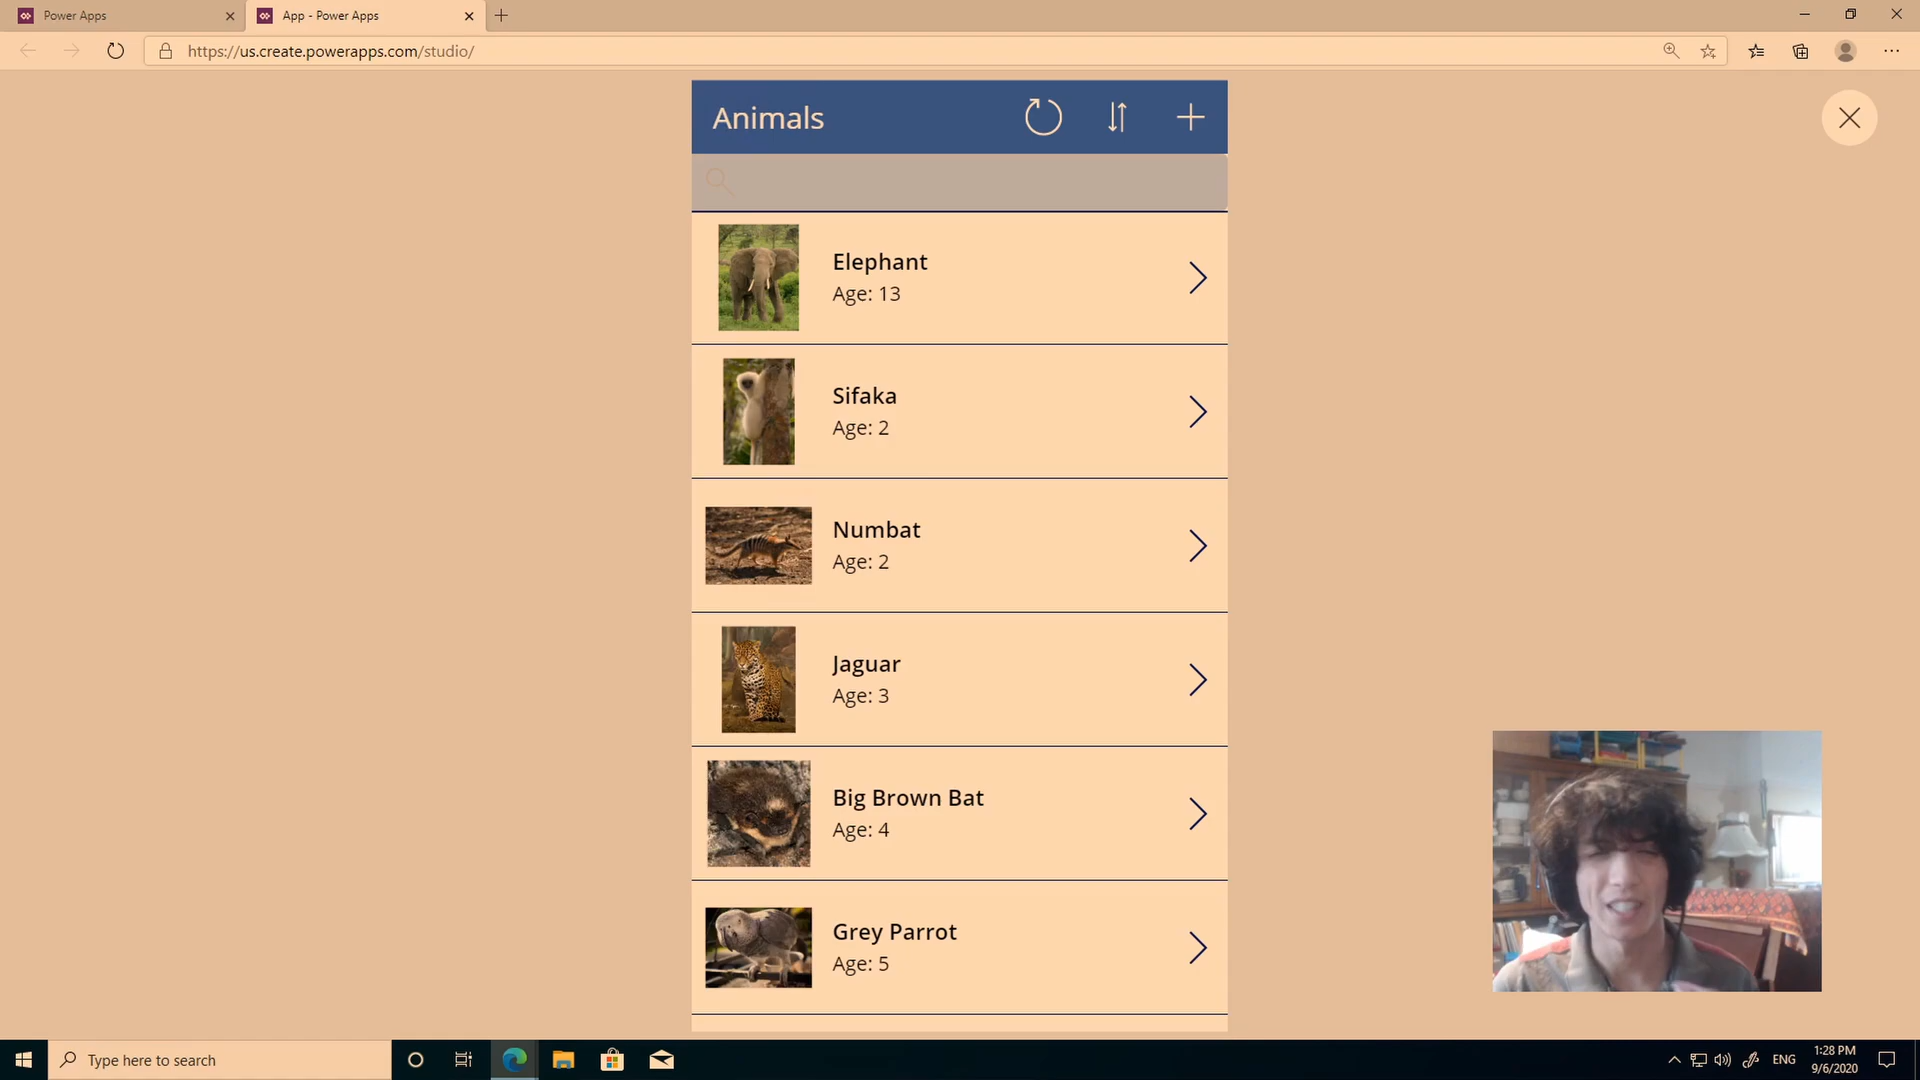 Power Apps
App - Power Apps
https://us.create.powerapps.com/studio/
Animals
Elephant
Age: 13
Sifaka
Age: 2
Numbat
Age: 2
Jaguar
Age: 3
Big Brown Bat
Age: 4
Grey Parrot
Age: 5
Type here to search
ENG
1:28 PM
9/6/2020